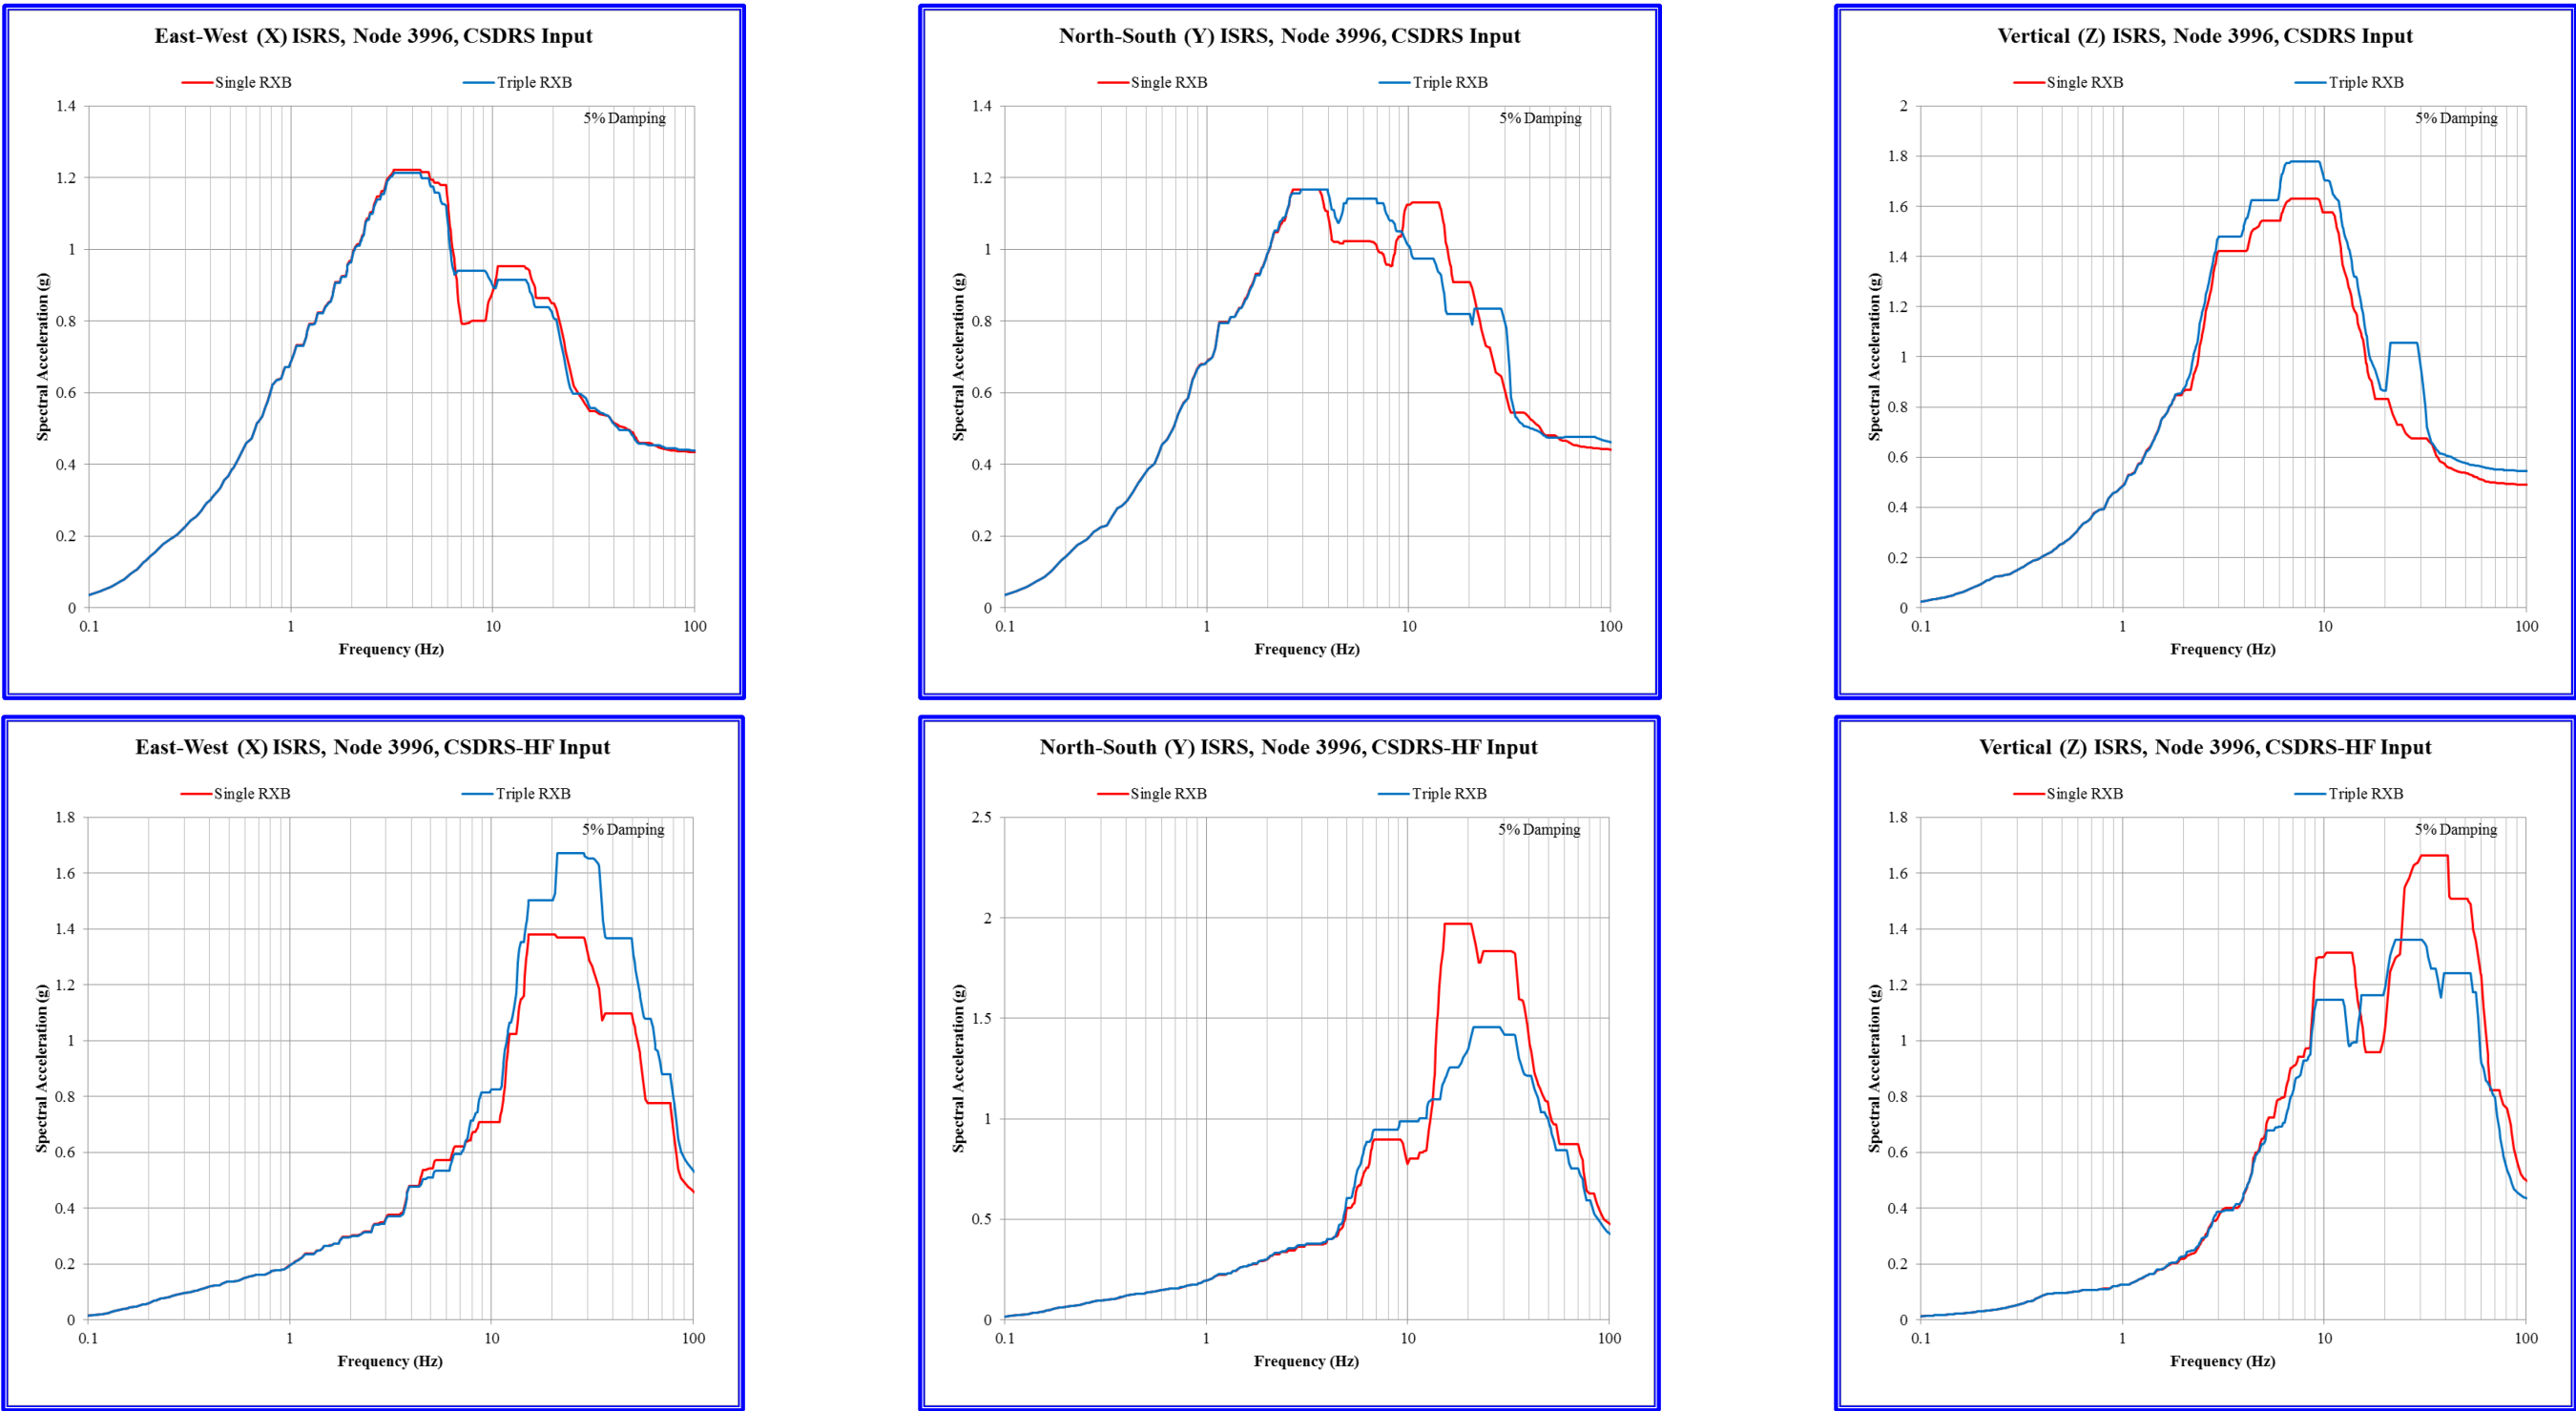 East-West (X) ISRS, Node 3996, CSDRS Input
Single RXB
Triple RXB
5% Damping
Spectral Acceleration (g)
1.4
1.2
1
0.8
0.6
0.4
0.2
0
0.1
1
10
100
Frequency (Hz)
North-South (Y) ISRS, Node 3996, CSDRS Input
Single RXB
Triple RXB
5% Damping
Spectral Acceleration (g)
1.4
1.2
1
0.8
0.6
0.4
0.2
0
0.1
1
10
100
Frequency (Hz)
Vertical (Z) ISRS, Node 3996, CSDRS Input
Single RXB
Triple RXB
5% Damping
Spectral Acceleration (g)
2
1.8
1.6
1.4
1.2
1
0.8
0.6
0.4
0.2
0
0.1
1
10
100
Frequency (Hz)
East-West (X) ISRS, Node 3996, CSDRS-HF Input
Single RXB
Triple RXB
5% Damping
Spectral Acceleration (g)
1.8
1.6
1.4
1.2
1
0.8
0.6
0.4
0.2
0
0.1
1
10
100
Frequency (Hz)
North-South (Y) ISRS, Node 3996, CSDRS-HF Input
Single RXB
Triple RXB
5% Damping
Spectral Acceleration (g)
2.5
2
1.5
1
0.5
0
0.1
1
10
100
Frequency (Hz)
Vertical (Z) ISRS, Node 3996, CSDRS-HF Input
Single RXB
Triple RXB
5% Damping
Spectral Acceleration (g)
1.8
1.6
1.4
1.2
1
0.8
0.6
0.4
0.2
0
0.1
1
10
100
Frequency (Hz)